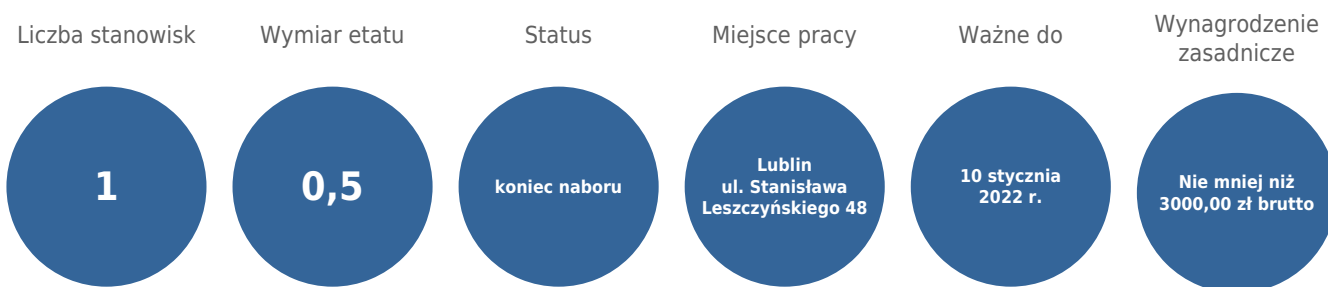 Liczba stanowisk
1
Wymiar etatu
0,5
Status
koniec naboru
Miejsce pracy
Lublin
ul. Stanisława
Leszczyńskiego 48
Ważne do
10 stycznia
2022 r.
Wynagrodzenie
zasadnicze
Nie mniej niż
3000,00 zł brutto